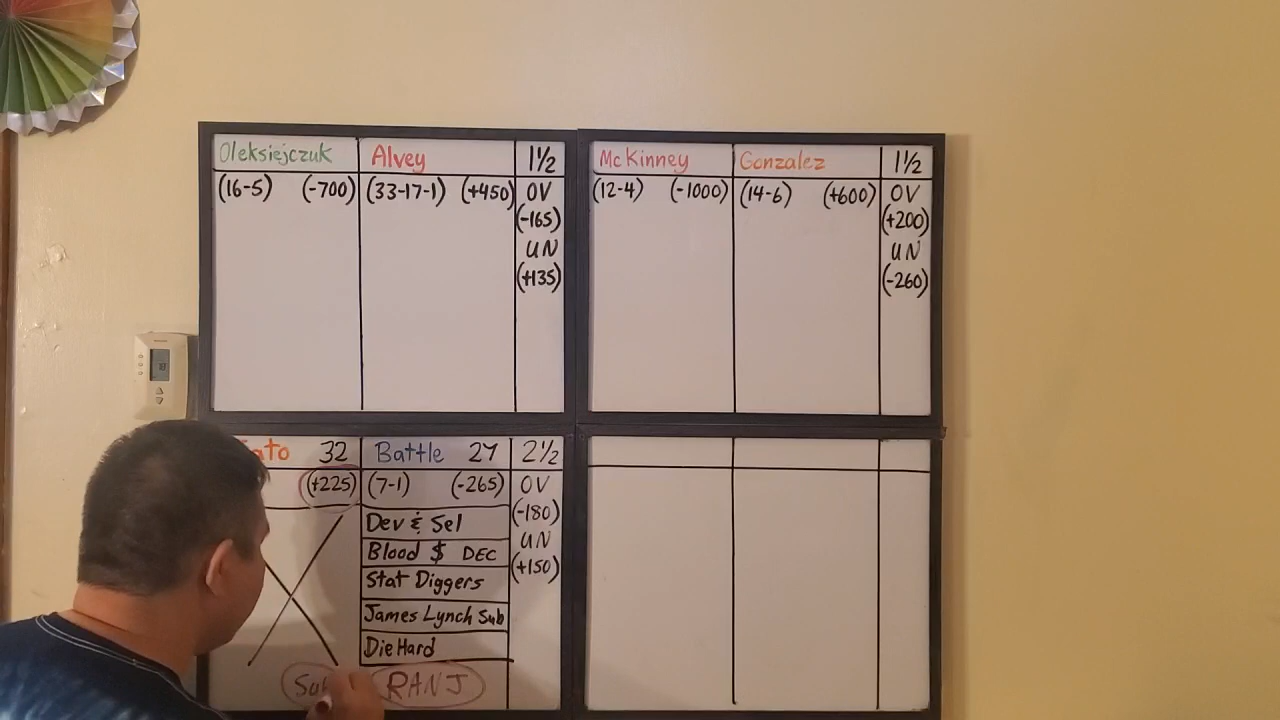 Oleksiejczuk Alvey 1½
(16-5) (-700) (33-17-1) (+450) OV
(-165)
UN
(+135)
McKinney Gonzalez 1½
(12-4) (-1000) (14-6) (+600) OV
(+200)
UN
(-260)
32 Battle 27 2½
(+225) (7-1) (-265) OV
Dev & Sel (-180)
Blood $ DEC UN
Stat Diggers (+150)
James Lynch Sub
DieHard
RANJ